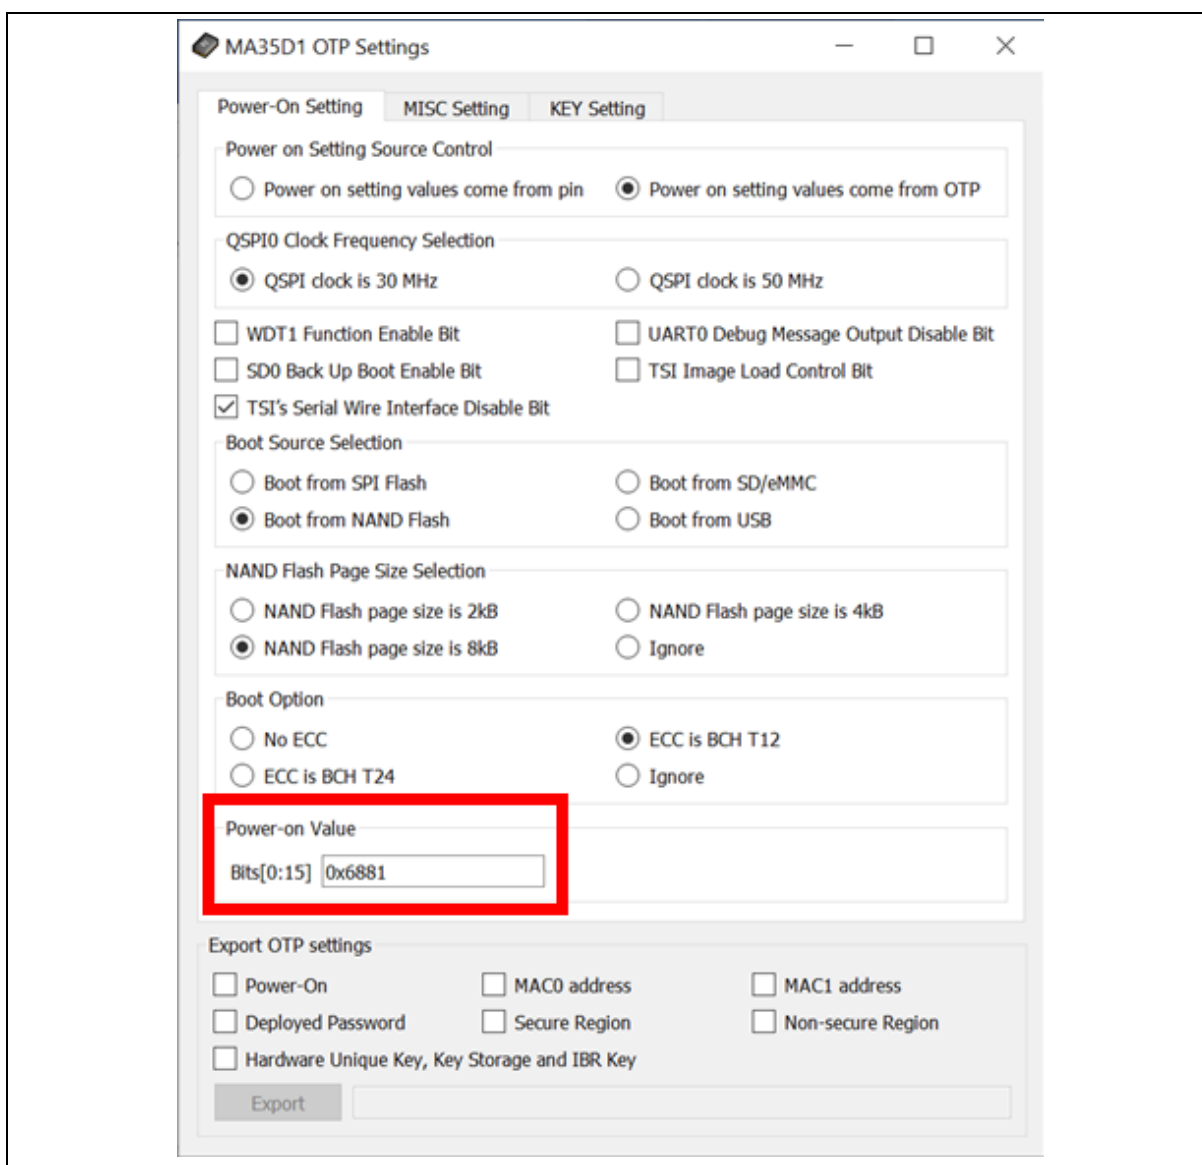 MA35D1 OTP Settings
Power-On Setting MISC Setting KEY Setting
Power on Setting Source Control
Power on setting values come from pin Power on setting values come from OTP
QSPI0 Clock Frequency Selection
QSPI clock is 30 MHz QSPI clock is 50 MHz
WDT1 Function Enable Bit UART0 Debug Message Output Disable Bit
SD0 Back Up Boot Enable Bit TSI Image Load Control Bit
TSI's Serial Wire Interface Disable Bit
Boot Source Selection
Boot from SPI Flash Boot from SD/eMMC
Boot from NAND Flash Boot from USB
NAND Flash Page Size Selection
NAND Flash page size is 2kB NAND Flash page size is 4kB
NAND Flash page size is 8kB Ignore
Boot Option
No ECC ECC is BCH T12
ECC is BCH T24 Ignore
Power-on Value
Bits[0:15] 0x6881
Export OTP settings
Power-On MAC0 address MAC1 address
Deployed Password Secure Region Non-secure Region
Hardware Unique Key, Key Storage and IBR Key
Export